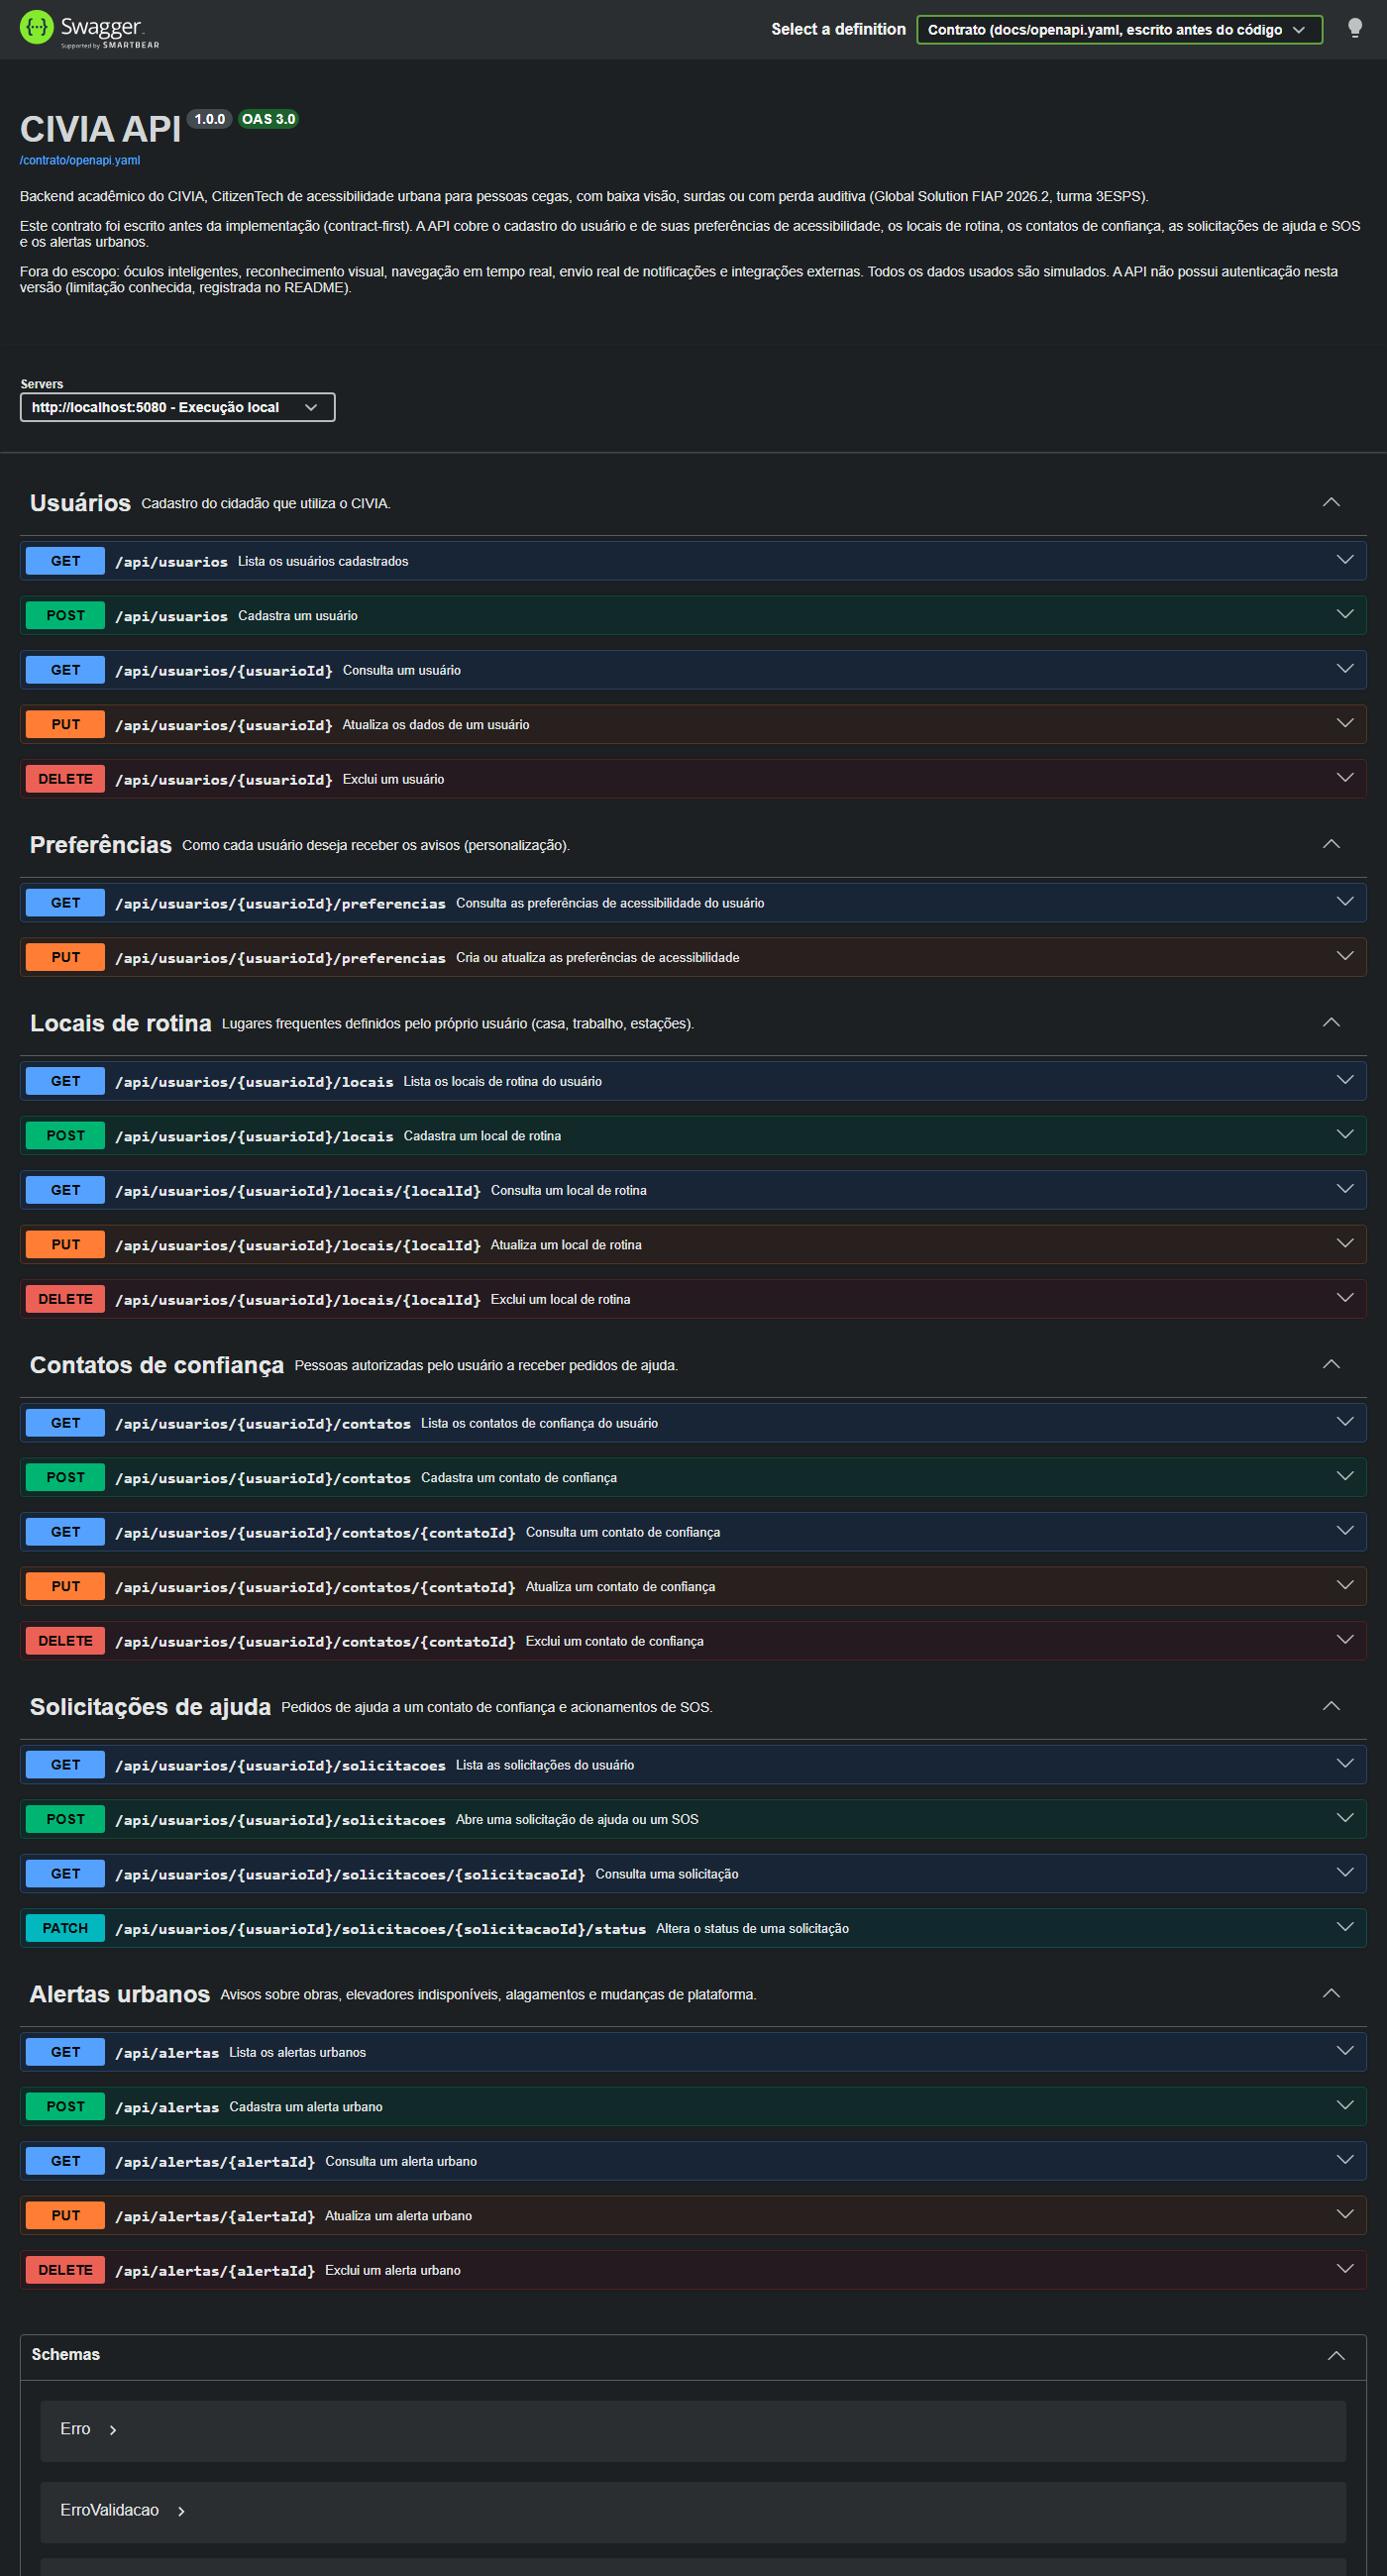 Swagger.
Supported by SMARTBEAR
Select a definition
Contrato (docs/openapi.yaml, escrito antes do código
CIVIA API 1.0.0 OAS 3.0
/contrato/openapi.yaml
Backend acadêmico do CIVIA, CitizenTech de acessibilidade urbana para pessoas cegas, com baixa visão, surdas ou com perda auditiva (Global Solution FIAP 2026.2, turma 3ESPS).
Este contrato foi escrito antes da implementação (contract-first). A API cobre o cadastro do usuário e de suas preferências de acessibilidade, os locais de rotina, os contatos de confiança, as solicitações de ajuda e SOS
e os alertas urbanos.
Fora do escopo: óculos inteligentes, reconhecimento visual, navegação em tempo real, envio real de notificações e integrações externas. Todos os dados usados são simulados. A API não possui autenticação nesta
versão (limitação conhecida, registrada no README).
Servers
http://localhost:5080 - Execução local
Usuários Cadastro do cidadão que utiliza o CIVIA.
GET /api/usuarios Lista os usuários cadastrados
POST /api/usuarios Cadastra um usuário
GET /api/usuarios/{usuarioId} Consulta um usuário
PUT /api/usuarios/{usuarioId} Atualiza os dados de um usuário
DELETE /api/usuarios/{usuarioId} Exclui um usuário
Preferências Como cada usuário deseja receber os avisos (personalização).
GET /api/usuarios/{usuarioId}/preferencias Consulta as preferências de acessibilidade do usuário
PUT /api/usuarios/{usuarioId}/preferencias Cria ou atualiza as preferências de acessibilidade
Locais de rotina Lugares frequentes definidos pelo próprio usuário (casa, trabalho, estações).
GET /api/usuarios/{usuarioId}/locais Lista os locais de rotina do usuário
POST /api/usuarios/{usuarioId}/locais Cadastra um local de rotina
GET /api/usuarios/{usuarioId}/locais/{localId} Consulta um local de rotina
PUT /api/usuarios/{usuarioId}/locais/{localId} Atualiza um local de rotina
DELETE /api/usuarios/{usuarioId}/locais/{localId} Exclui um local de rotina
Contatos de confiança Pessoas autorizadas pelo usuário a receber pedidos de ajuda.
GET /api/usuarios/{usuarioId}/contatos Lista os contatos de confiança do usuário
POST /api/usuarios/{usuarioId}/contatos Cadastra um contato de confiança
GET /api/usuarios/{usuarioId}/contatos/{contatoId} Consulta um contato de confiança
PUT /api/usuarios/{usuarioId}/contatos/{contatoId} Atualiza um contato de confiança
DELETE /api/usuarios/{usuarioId}/contatos/{contatoId} Exclui um contato de confiança
Solicitações de ajuda Pedidos de ajuda a um contato de confiança e acionamentos de SOS.
GET /api/usuarios/{usuarioId}/solicitacoes Lista as solicitações do usuário
POST /api/usuarios/{usuarioId}/solicitacoes Abre uma solicitação de ajuda ou um SOS
GET /api/usuarios/{usuarioId}/solicitacoes/{solicitacaoId} Consulta uma solicitação
PATCH /api/usuarios/{usuarioId}/solicitacoes/{solicitacaoId}/status Altera o status de uma solicitação
Alertas urbanos Avisos sobre obras, elevadores indisponíveis, alagamentos e mudanças de plataforma.
GET /api/alertas Lista os alertas urbanos
POST /api/alertas Cadastra um alerta urbano
GET /api/alertas/{alertaId} Consulta um alerta urbano
PUT /api/alertas/{alertaId} Atualiza um alerta urbano
DELETE /api/alertas/{alertaId} Exclui um alerta urbano
Schemas
Erro
ErroValidacao